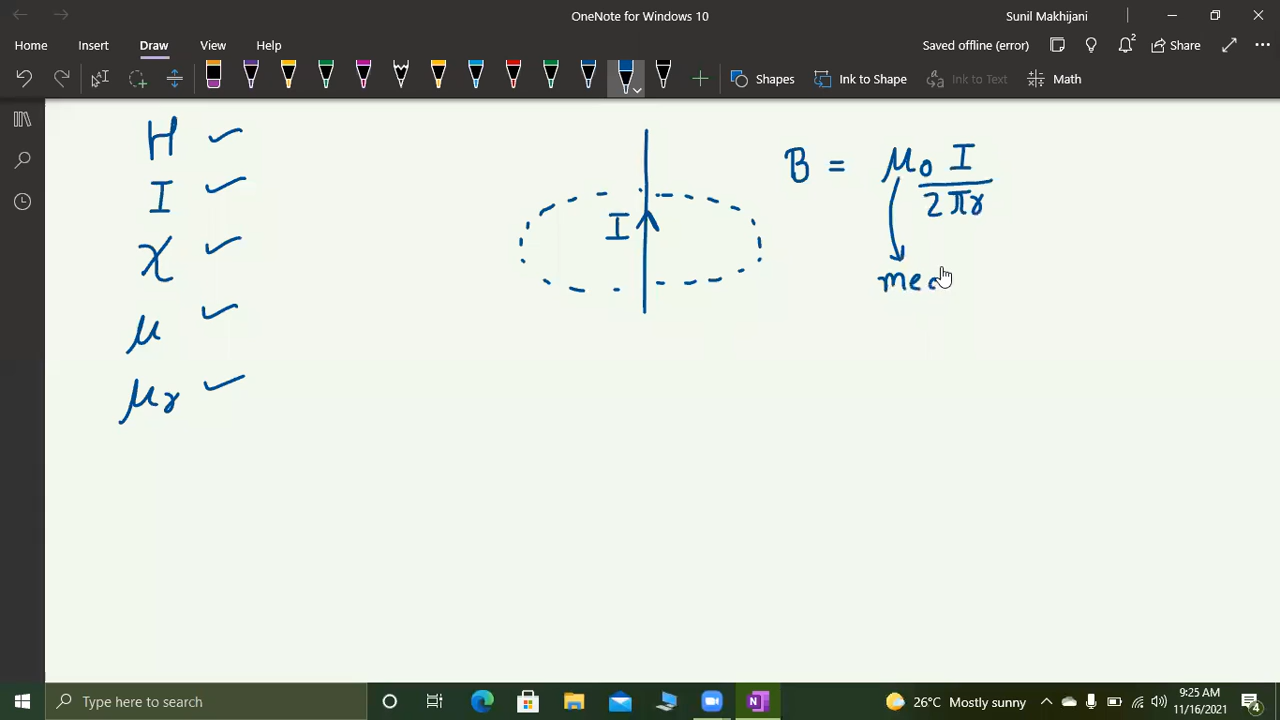 OneNote for Windows 10
Sunil Makhijani
Home Insert Draw View Help
Saved offline (error)
Share
Shapes
Ink to Shape
Ink to Text
Math
H ✓
I ✓
χ ✓
μ ✓
μr ✓
I
B = μ0 I
2πr
med
Type here to search
26°C Mostly sunny
9:25 AM
11/16/2021
4